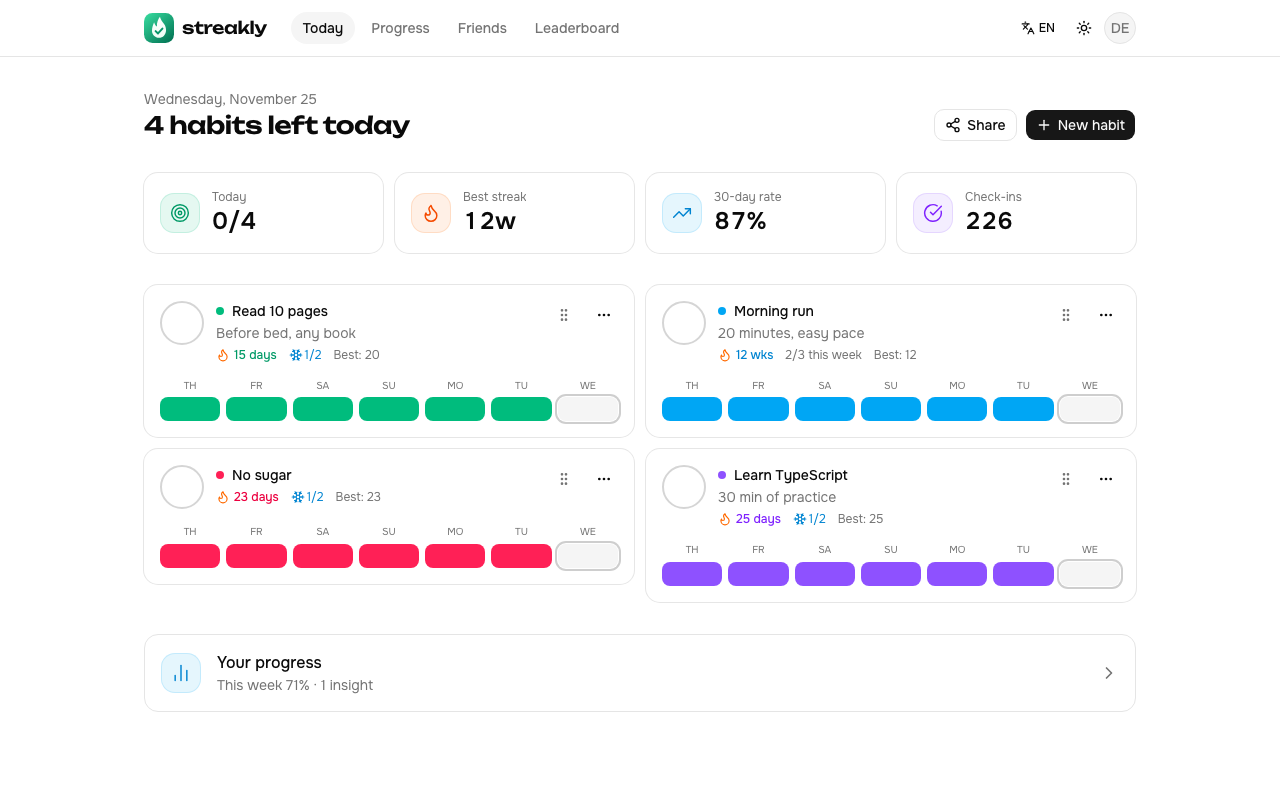 streakly
Today
Progress
Friends
Leaderboard
EN
DE
Wednesday, November 25
4 habits left today
Share
New habit
Today
0/4
Best streak
12w
30-day rate
87%
Check-ins
226
Read 10 pages
Before bed, any book
15 days 1/2 Best: 20
TH FR SA SU MO TU WE
Morning run
20 minutes, easy pace
12 wks 2/3 this week Best: 12
TH FR SA SU MO TU WE
No sugar
23 days 1/2 Best: 23
TH FR SA SU MO TU WE
Learn TypeScript
30 min of practice
25 days 1/2 Best: 25
TH FR SA SU MO TU WE
Your progress
This week 71% · 1 insight